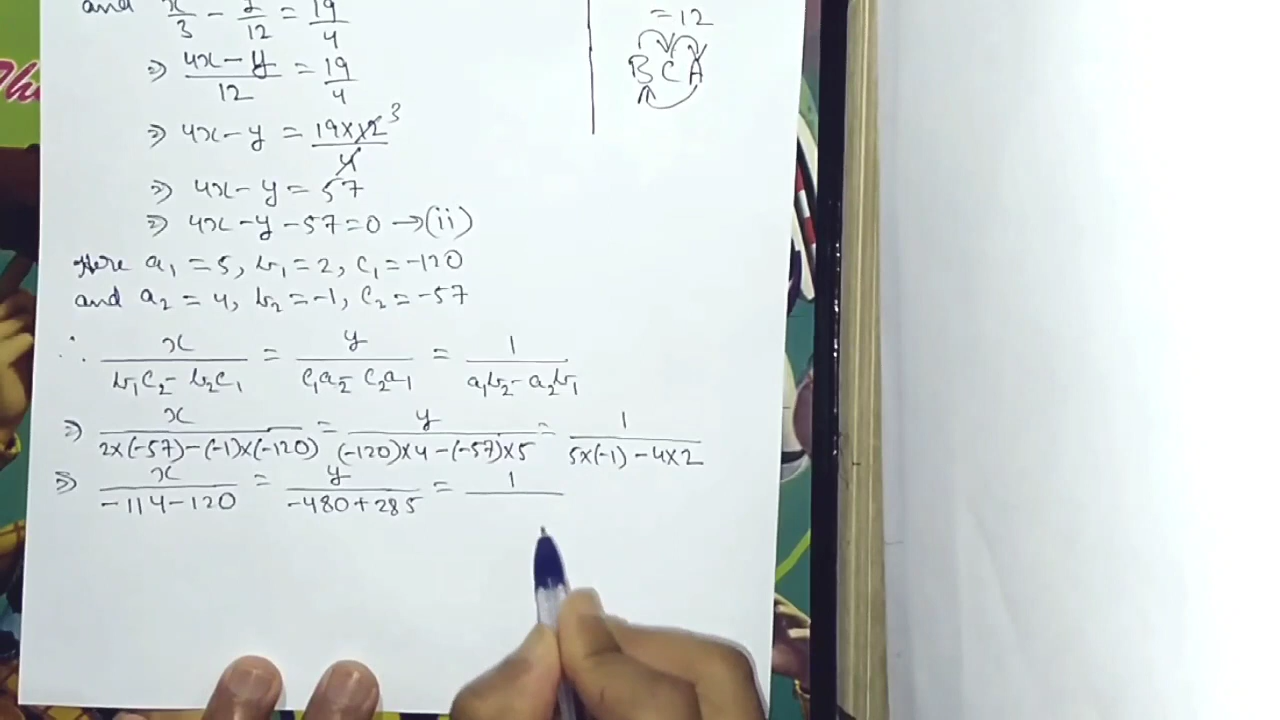 and x/3 - y/12 = 19/4
= 12
⇒ (4x - y)/12 = 19/4
B C A
⇒ 4x - y = (19 × 12)/4 3
⇒ 4x - y = 57
⇒ 4x - y - 57 = 0 → (ii)
Here a₁ = 5, b₁ = 2, c₁ = -120
and a₂ = 4, b₂ = -1, c₂ = -57
∴ x/(b₁c₂ - b₂c₁) = y/(c₁a₂ - c₂a₁) = 1/(a₁b₂ - a₂b₁)
⇒ x/(2×(-57)-(-1)×(-120)) = y/((-120)×4-(-57)×5) = 1/(5×(-1)-4×2)
⇒ x/(-114-120) = y/(-480+285) = 1/